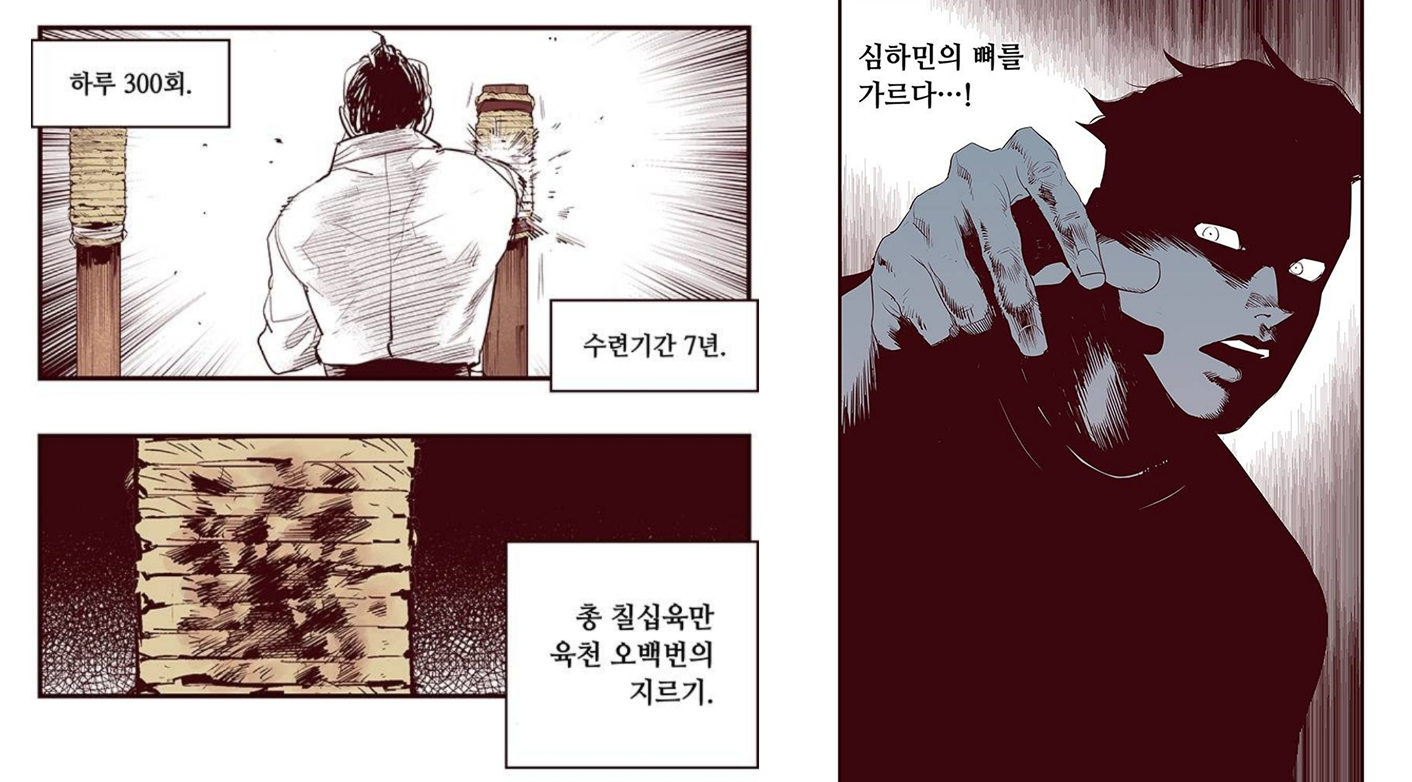 하루 300회.
수련기간 7년.
총 칠십육만
육천 오백번의
지르기.
심하민의 뼈를
가르다…!